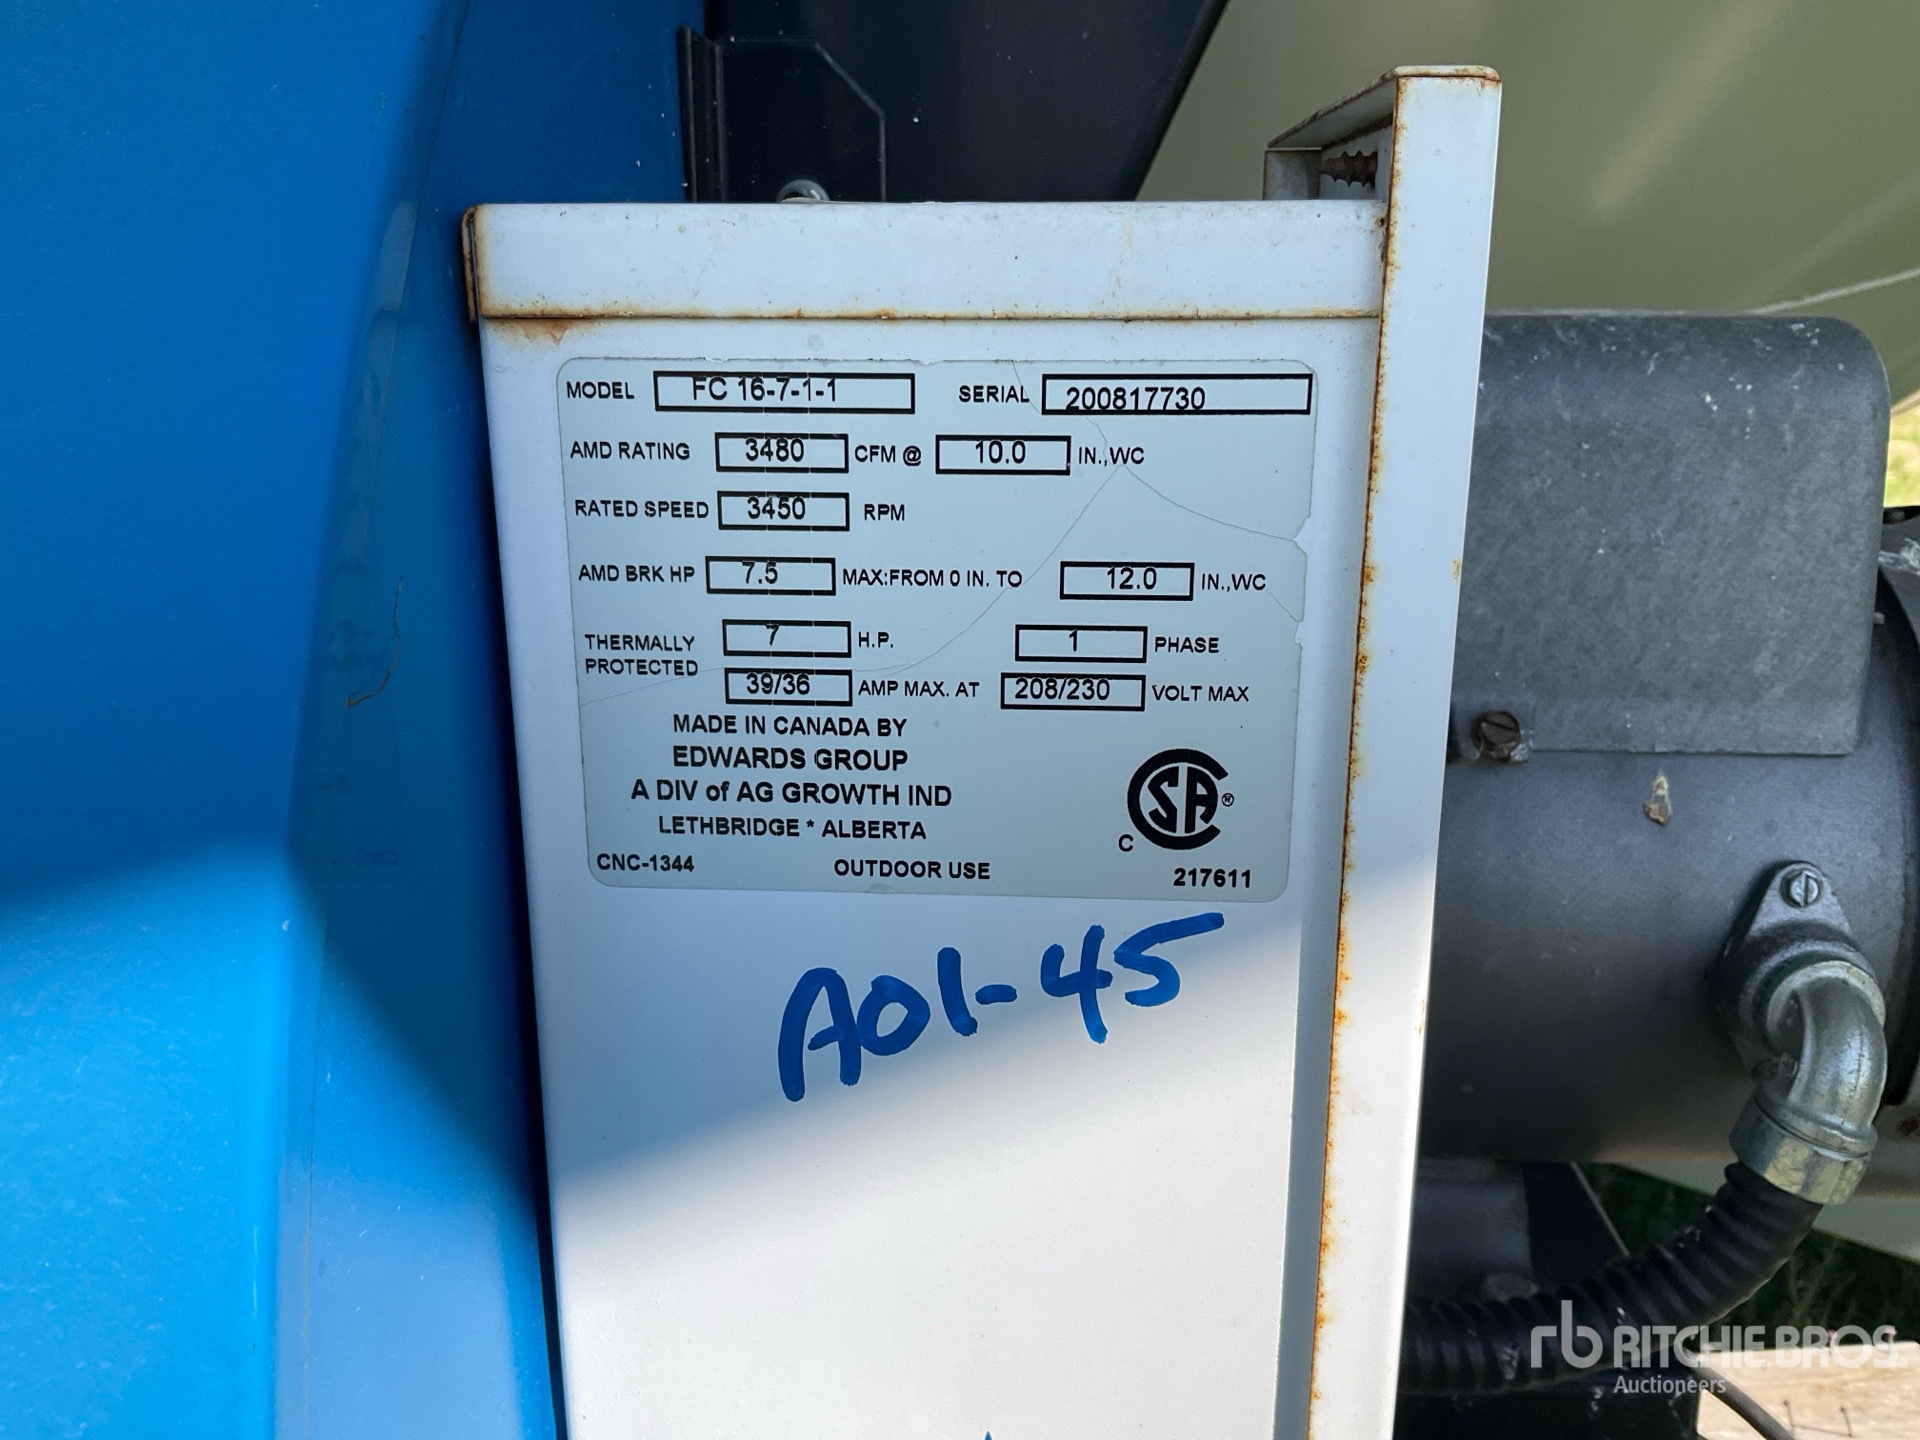 MODEL FC 16-7-1-1 SERIAL 200817730
AMD RATING 3480 CFM @ 10.0 IN.,WC
RATED SPEED 3450 RPM
AMD BRK HP 7.5 MAX:FROM 0 IN. TO 12.0 IN.,WC
THERMALLY PROTECTED 7 H.P. 1 PHASE
39/36 AMP MAX. AT 208/230 VOLT MAX
MADE IN CANADA BY
EDWARDS GROUP
A DIV of AG GROWTH IND
LETHBRIDGE * ALBERTA
CSA ®
C
CNC-1344 OUTDOOR USE 217611
A01-45
rb RITCHIE BROS.
Auctioneers